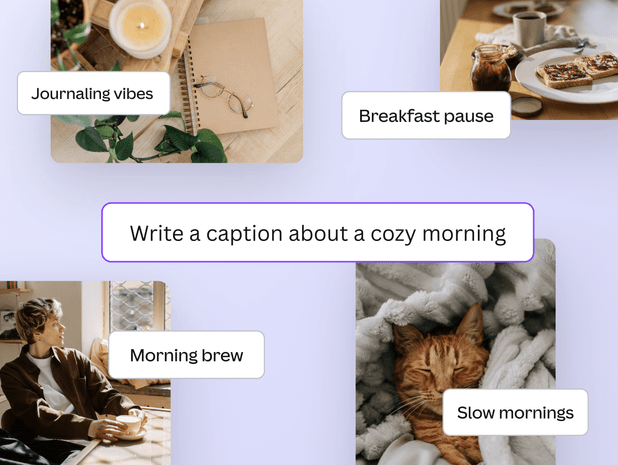 Journaling vibes
Breakfast pause
Write a caption about a cozy morning
Morning brew
Slow mornings